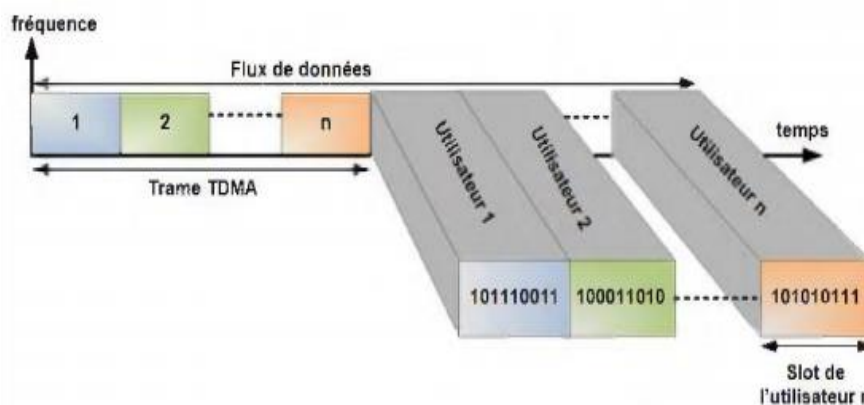 fréquence
Flux de données
1
2
n
temps
Trame TDMA
Utilisateur 1
Utilisateur 2
Utilisateur n
101110011
100011010
101010111
Slot de
l'utilisateur n